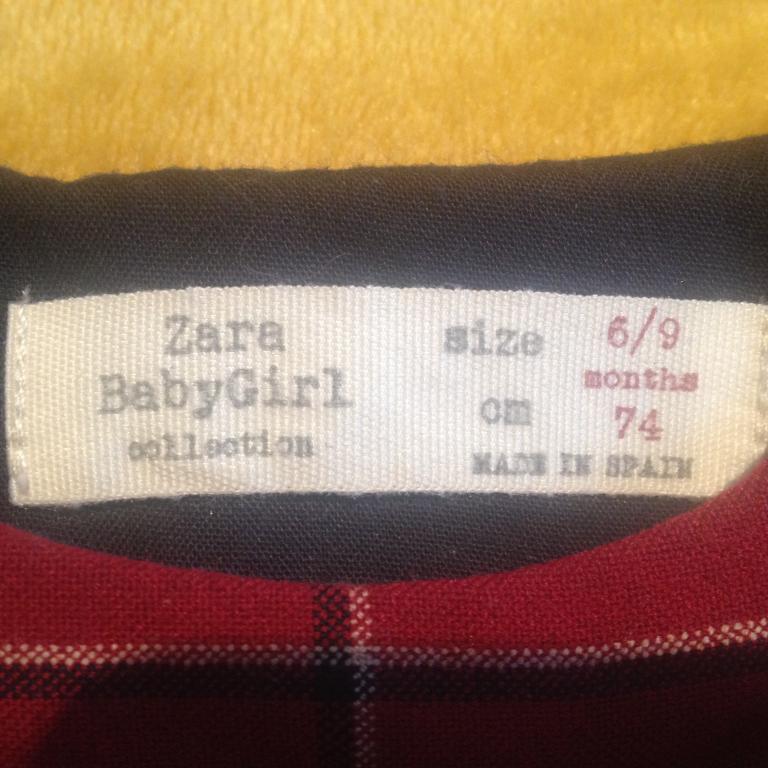 Zara
BabyGirl
collection
size 6/9
months
cm 74
MADE IN SPAIN